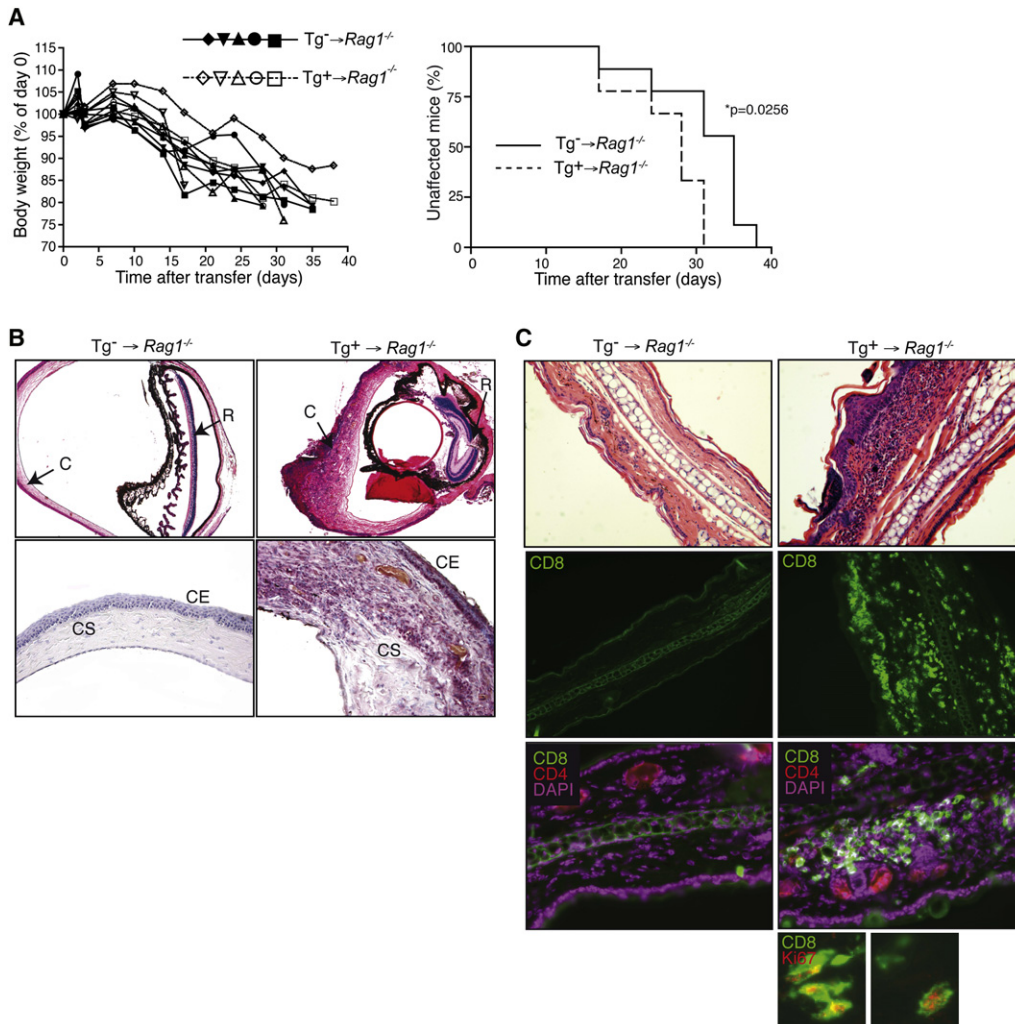 A
Tg⁻→Rag1⁻/⁻
Tg⁺→Rag1⁻/⁻
Body weight (% of day 0)
115
110
105
100
95
90
85
80
75
70
0 5 10 15 20 25 30 35 40
Time after transfer (days)
Unaffected mice (%)
100
75
50
25
0
*p=0.0256
Tg⁻→Rag1⁻/⁻
Tg⁺→Rag1⁻/⁻
0 10 20 30 40
Time after transfer (days)
B
Tg⁻ → Rag1⁻/⁻
Tg⁺ → Rag1⁻/⁻
C
R
C
R
CE
CS
CE
CS
C
Tg⁻ → Rag1⁻/⁻
Tg⁺ → Rag1⁻/⁻
CD8
CD8
CD8
CD4
DAPI
CD8
CD4
DAPI
CD8
Ki67